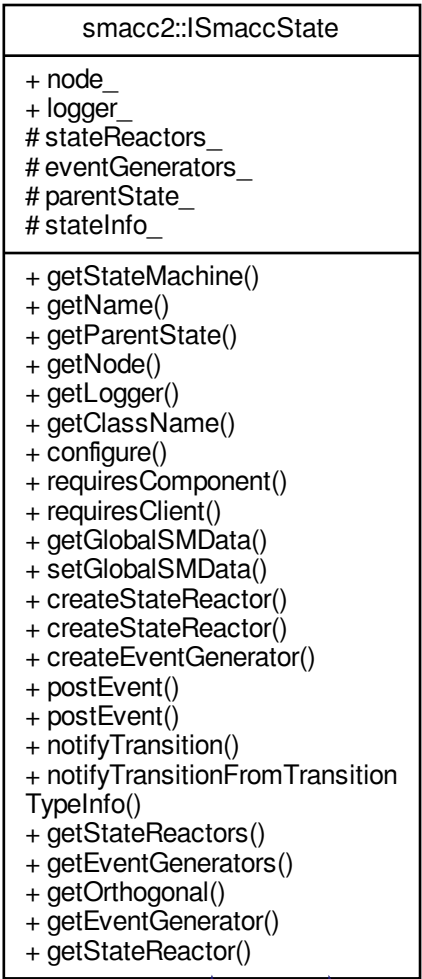 smacc2::ISmaccState
+ node_
+ logger_
# stateReactors_
# eventGenerators_
# parentState_
# stateInfo_
+ getStateMachine()
+ getName()
+ getParentState()
+ getNode()
+ getLogger()
+ getClassName()
+ configure()
+ requiresComponent()
+ requiresClient()
+ getGlobalSMData()
+ setGlobalSMData()
+ createStateReactor()
+ createStateReactor()
+ createEventGenerator()
+ postEvent()
+ postEvent()
+ notifyTransition()
+ notifyTransitionFromTransition
TypeInfo()
+ getStateReactors()
+ getEventGenerators()
+ getOrthogonal()
+ getEventGenerator()
+ getStateReactor()